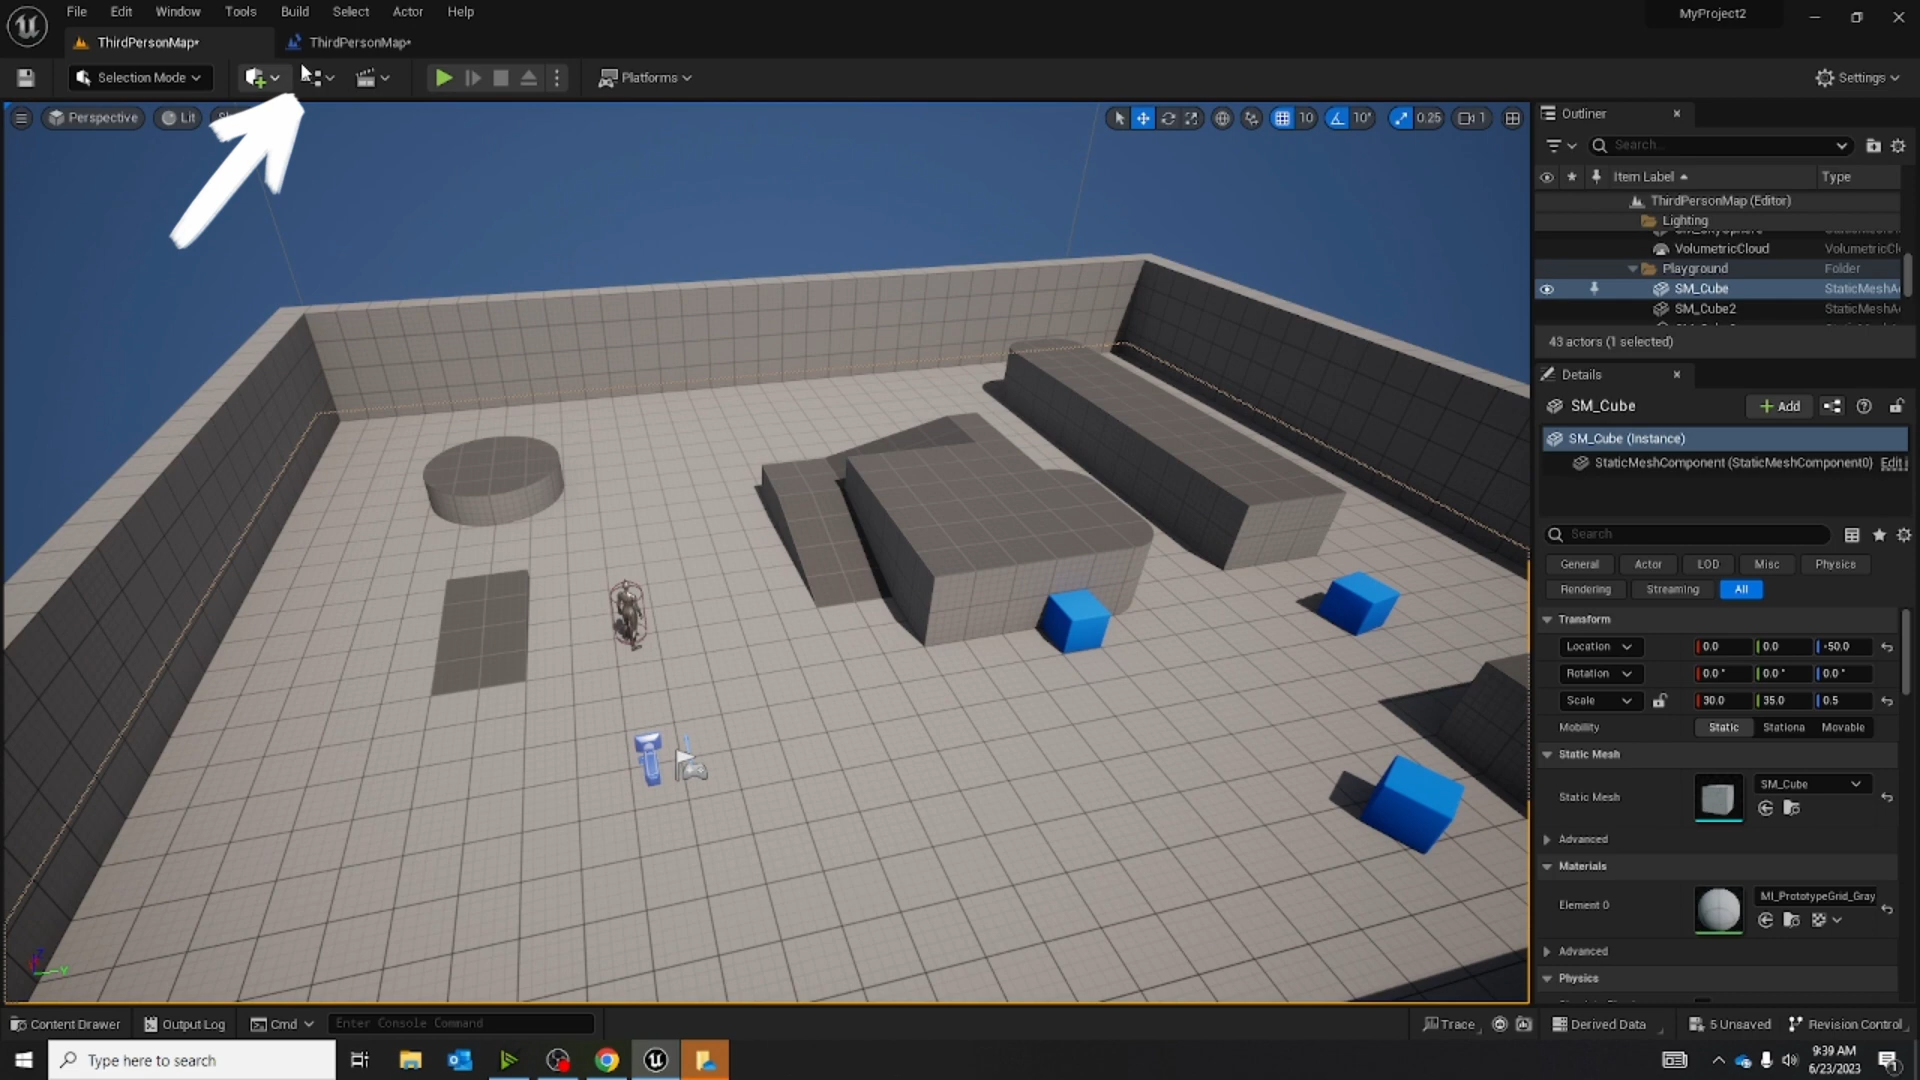 File Edit Window Tools Build Select Actor Help
MyProject2
ThirdPersonMap*
ThirdPersonMap*
Selection Mode
Platforms
Settings
Perspective
Lit
10
10°
0.25
1
Outliner
Search...
Item Label
Type
ThirdPersonMap (Editor)
Lighting
VolumetricCloud VolumetricCl
Playground Folder
SM_Cube StaticMeshA
SM_Cube2 StaticMeshA
43 actors (1 selected)
Details
SM_Cube
Add
SM_Cube (Instance)
StaticMeshComponent (StaticMeshComponent0) Edit
Search
General Actor LOD Misc Physics
Rendering Streaming All
Transform
Location 0.0 0.0 -50.0
Rotation 0.0° 0.0° 0.0°
Scale 30.0 35.0 0.5
Mobility Static Stationa Movable
Static Mesh
Static Mesh SM_Cube
Advanced
Materials
Element 0 MI_PrototypeGrid_Gray
Advanced
Physics
Content Drawer Output Log Cmd Enter Console Command
Trace Derived Data 5 Unsaved Revision Control
Type here to search
9:39 AM
6/23/2023
1